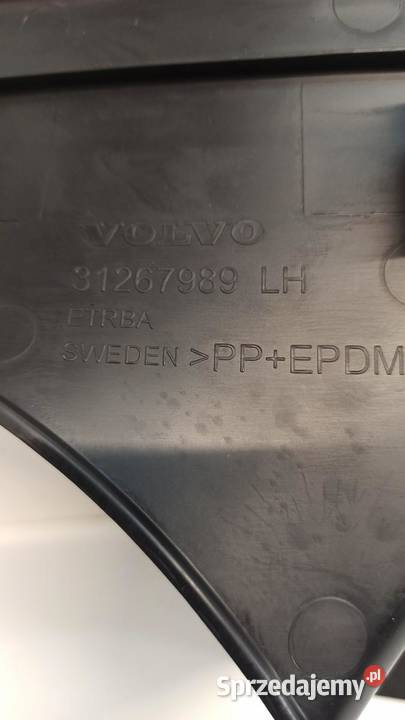 VOLVO
31267989 LH
ETRBA
SWEDEN >PP+EPDM
Sprzedajemy.pl